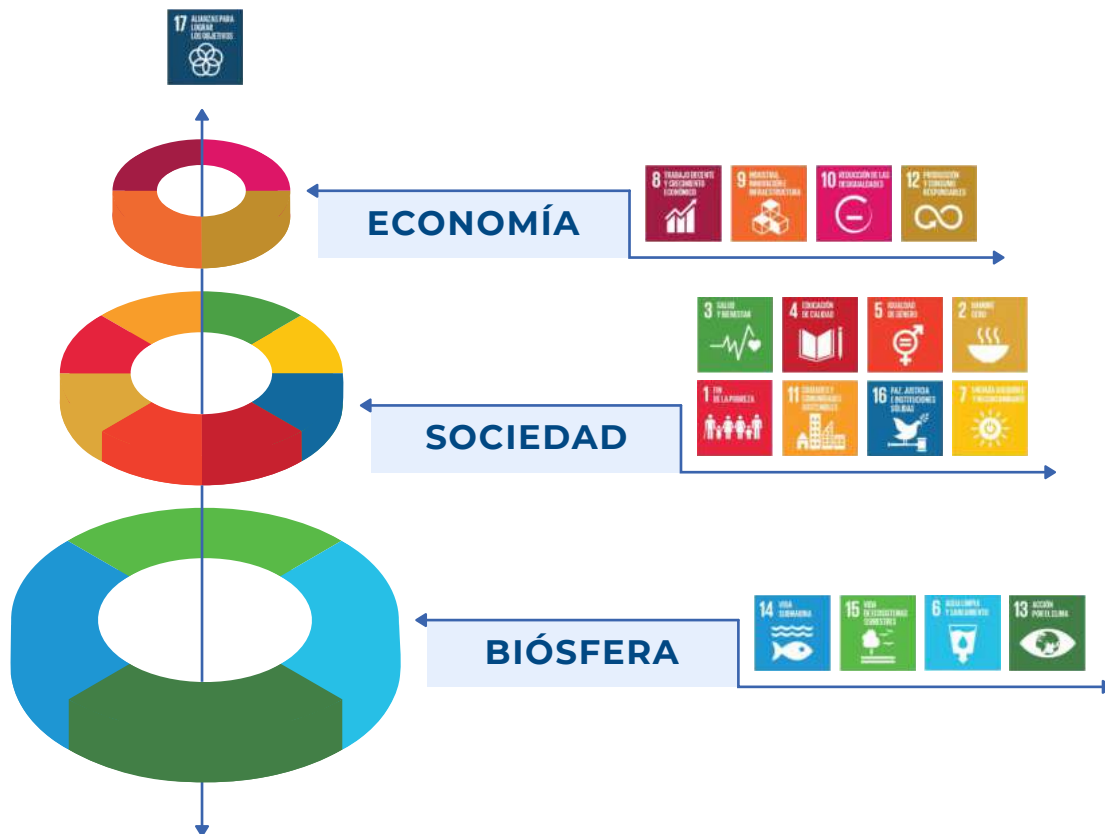 17 ALIANZAS PARA
LOGRAR
LOS OBJETIVOS
ECONOMÍA
8 TRABAJO DECENTE
Y CRECIMIENTO
ECONÓMICO
9 INDUSTRIA,
INNOVACIÓN E
INFRAESTRUCTURA
10 REDUCCIÓN DE LAS
DESIGUALDADES
12 PRODUCCIÓN
Y CONSUMO
RESPONSABLES
SOCIEDAD
3 SALUD
Y BIENESTAR
4 EDUCACIÓN
DE CALIDAD
5 IGUALDAD
DE GÉNERO
2 HAMBRE
CERO
1 FIN
DE LA POBREZA
11 CIUDADES Y
COMUNIDADES
SOSTENIBLES
16 PAZ, JUSTICIA
E INSTITUCIONES
SÓLIDAS
7 ENERGÍA ASEQUIBLE
Y NO CONTAMINANTE
BIÓSFERA
14 VIDA
SUBMARINA
15 VIDA
DE ECOSISTEMAS
TERRESTRES
6 AGUA LIMPIA
Y SANEAMIENTO
13 ACCIÓN
POR EL CLIMA